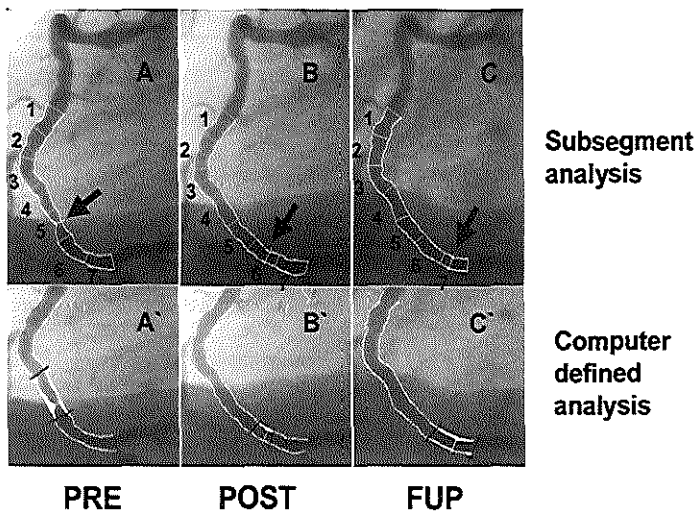 A B C
1 1 1
2 2 2
3 3 3
4 4 4
5 5 5
6 6 6
7
Subsegment
analysis
A` B` C`
Computer
defined
analysis
PRE POST FUP